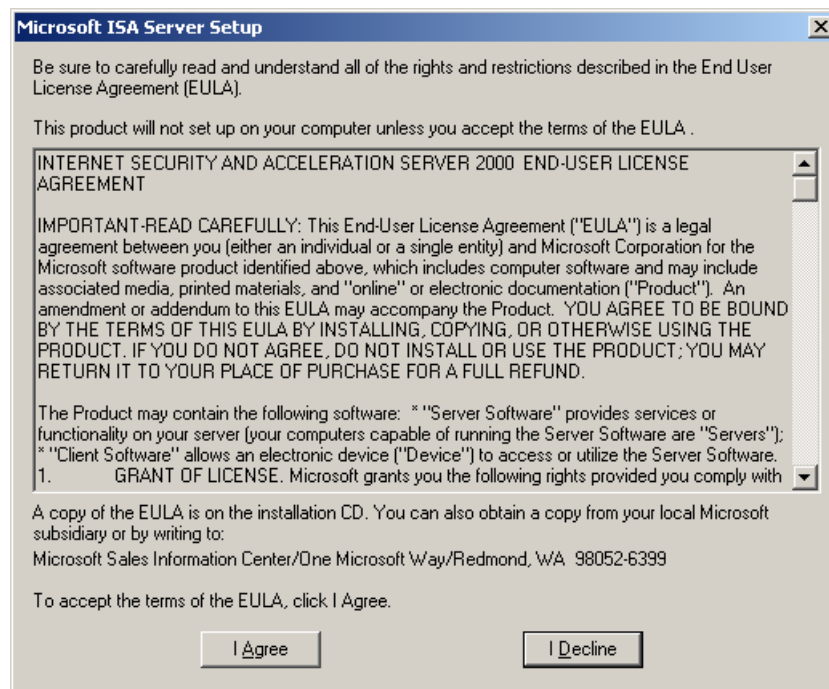 Microsoft ISA Server Setup
Be sure to carefully read and understand all of the rights and restrictions described in the End User
License Agreement (EULA).
This product will not set up on your computer unless you accept the terms of the EULA .
INTERNET SECURITY AND ACCELERATION SERVER 2000 END-USER LICENSE
AGREEMENT
IMPORTANT-READ CAREFULLY: This End-User License Agreement ("EULA") is a legal
agreement between you (either an individual or a single entity) and Microsoft Corporation for the
Microsoft software product identified above, which includes computer software and may include
associated media, printed materials, and "online" or electronic documentation ("Product"). An
amendment or addendum to this EULA may accompany the Product. YOU AGREE TO BE BOUND
BY THE TERMS OF THIS EULA BY INSTALLING, COPYING, OR OTHERWISE USING THE
PRODUCT. IF YOU DO NOT AGREE, DO NOT INSTALL OR USE THE PRODUCT; YOU MAY
RETURN IT TO YOUR PLACE OF PURCHASE FOR A FULL REFUND.
The Product may contain the following software: * "Server Software" provides services or
functionality on your server (your computers capable of running the Server Software are "Servers");
* "Client Software" allows an electronic device ("Device") to access or utilize the Server Software.
1. GRANT OF LICENSE. Microsoft grants you the following rights provided you comply with
A copy of the EULA is on the installation CD. You can also obtain a copy from your local Microsoft
subsidiary or by writing to:
Microsoft Sales Information Center/One Microsoft Way/Redmond, WA 98052-6399
To accept the terms of the EULA, click I Agree.
I Agree
I Decline